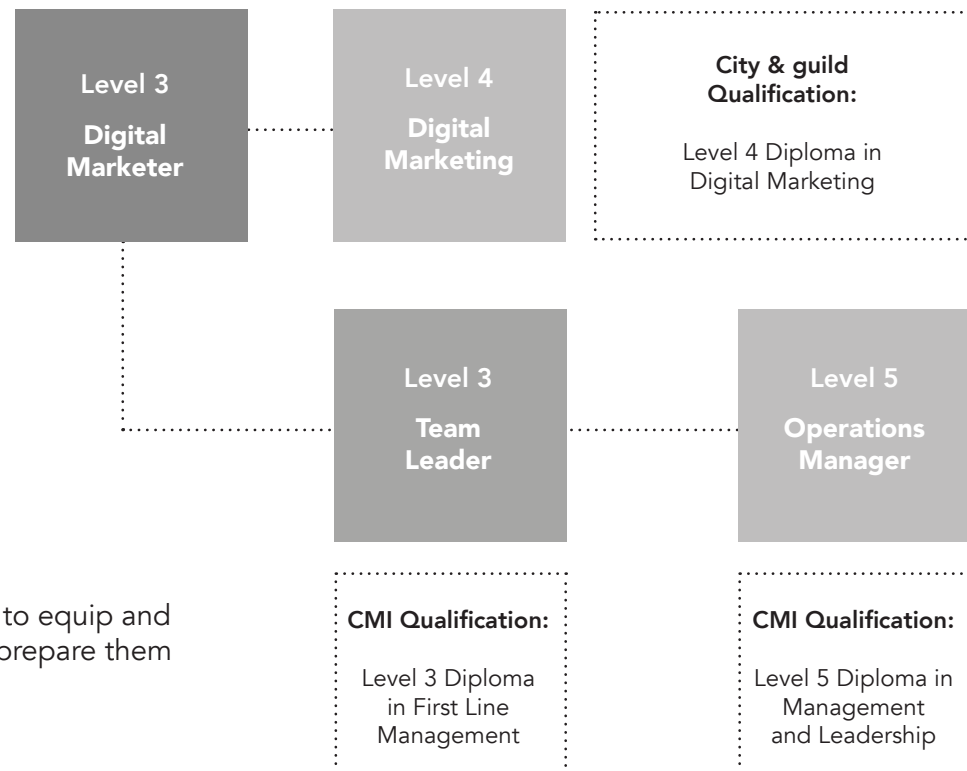 Level 3
Digital
Marketer
Level 4
Digital
Marketing
City & guild
Qualification:
Level 4 Diploma in
Digital Marketing
Level 3
Team
Leader
Level 5
Operations
Manager
to equip and
prepare them
CMI Qualification:
Level 3 Diploma
in First Line
Management
CMI Qualification:
Level 5 Diploma in
Management
and Leadership